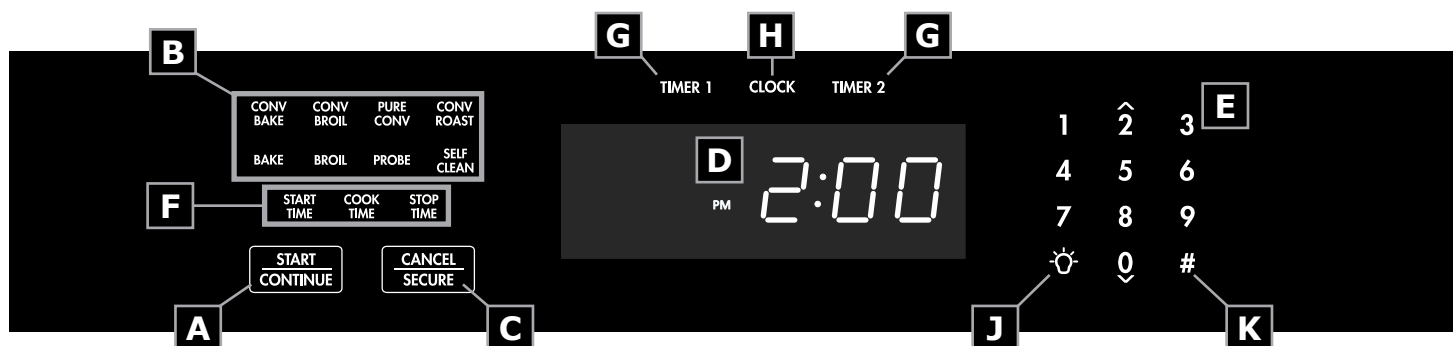 G H G
B
TIMER 1 CLOCK TIMER 2
E
CONV CONV PURE CONV
BAKE BROIL CONV ROAST
1 2 3
BAKE BROIL PROBE SELF
CLEAN
D
4 5 6
F
START COOK STOP
TIME TIME TIME
PM 2:00
7 8 9
START CANCEL
CONTINUE SECURE
0 #
A C J K